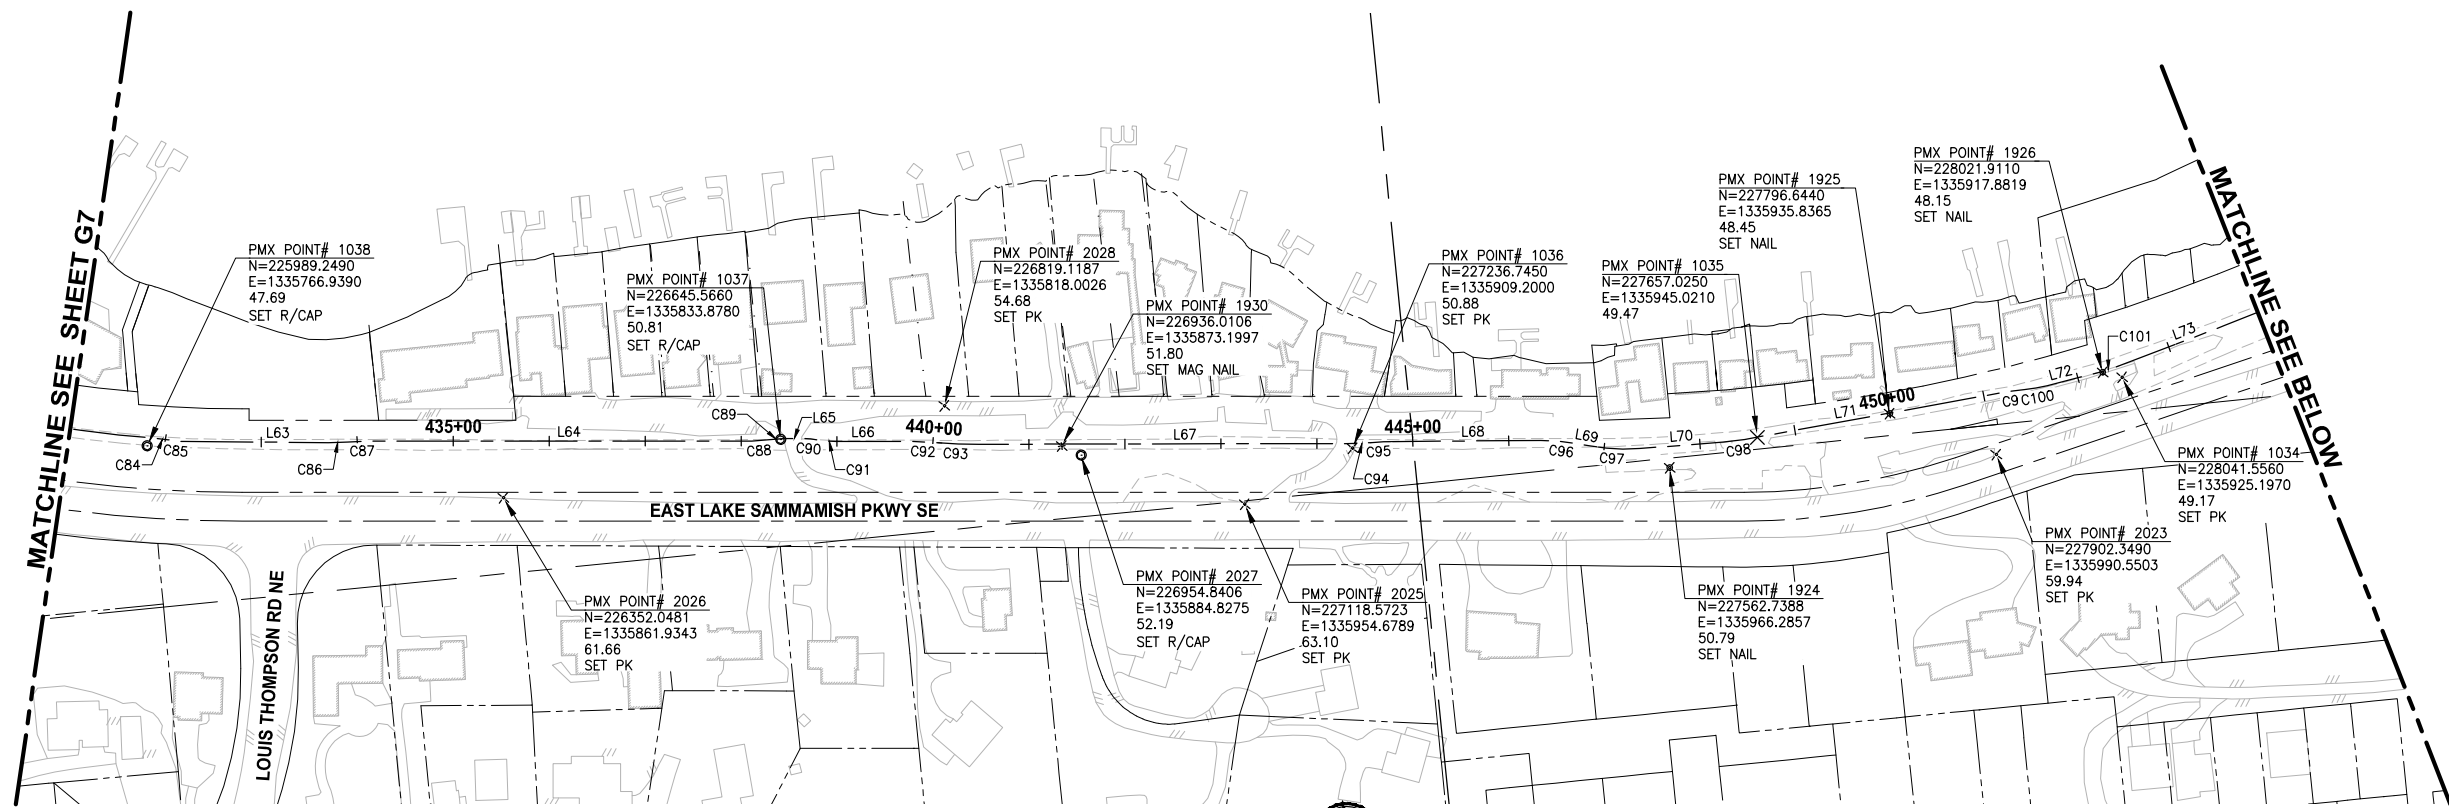 MATCHLINE SEE SHEET G7
PMX POINT# 1038
N=225989.2490
E=1335766.9390
47.69
SET R/CAP
PMX POINT# 1037
N=226645.5660
E=1335833.8780
50.81
SET R/CAP
PMX POINT# 2028
N=226819.1187
E=1335818.0026
54.68
SET PK
PMX POINT# 1930
N=226936.0106
E=1335873.1997
51.80
SET MAG NAIL
PMX POINT# 1036
N=227236.7450
E=1335909.2000
50.88
SET PK
PMX POINT# 1035
N=227657.0250
E=1335945.0210
49.47
PMX POINT# 1925
N=227796.6440
E=1335935.8365
48.45
SET NAIL
PMX POINT# 1926
N=228021.9110
E=1335917.8819
48.15
SET NAIL
MATCHLINE SEE BELOW
C84
C85
L63
C86
C87
435+00
L64
C88
C89
L65
C90
L66
C91
440+00
C92
C93
L67
C94
C95
445+00
L68
C96
L69
C97
L70
C98
L71
450+00
C9
C100
L72
C101
L73
EAST LAKE SAMMAMISH PKWY SE
LOUIS THOMPSON RD NE
PMX POINT# 2026
N=226352.0481
E=1335861.9343
61.66
SET PK
PMX POINT# 2027
N=226954.8406
E=1335884.8275
52.19
SET R/CAP
PMX POINT# 2025
N=227118.5723
E=1335954.6789
63.10
SET PK
PMX POINT# 1924
N=227562.7388
E=1335966.2857
50.79
SET NAIL
PMX POINT# 2023
N=227902.3490
E=1335990.5503
59.94
SET PK
PMX POINT# 1034
N=228041.5560
E=1335925.1970
49.17
SET PK